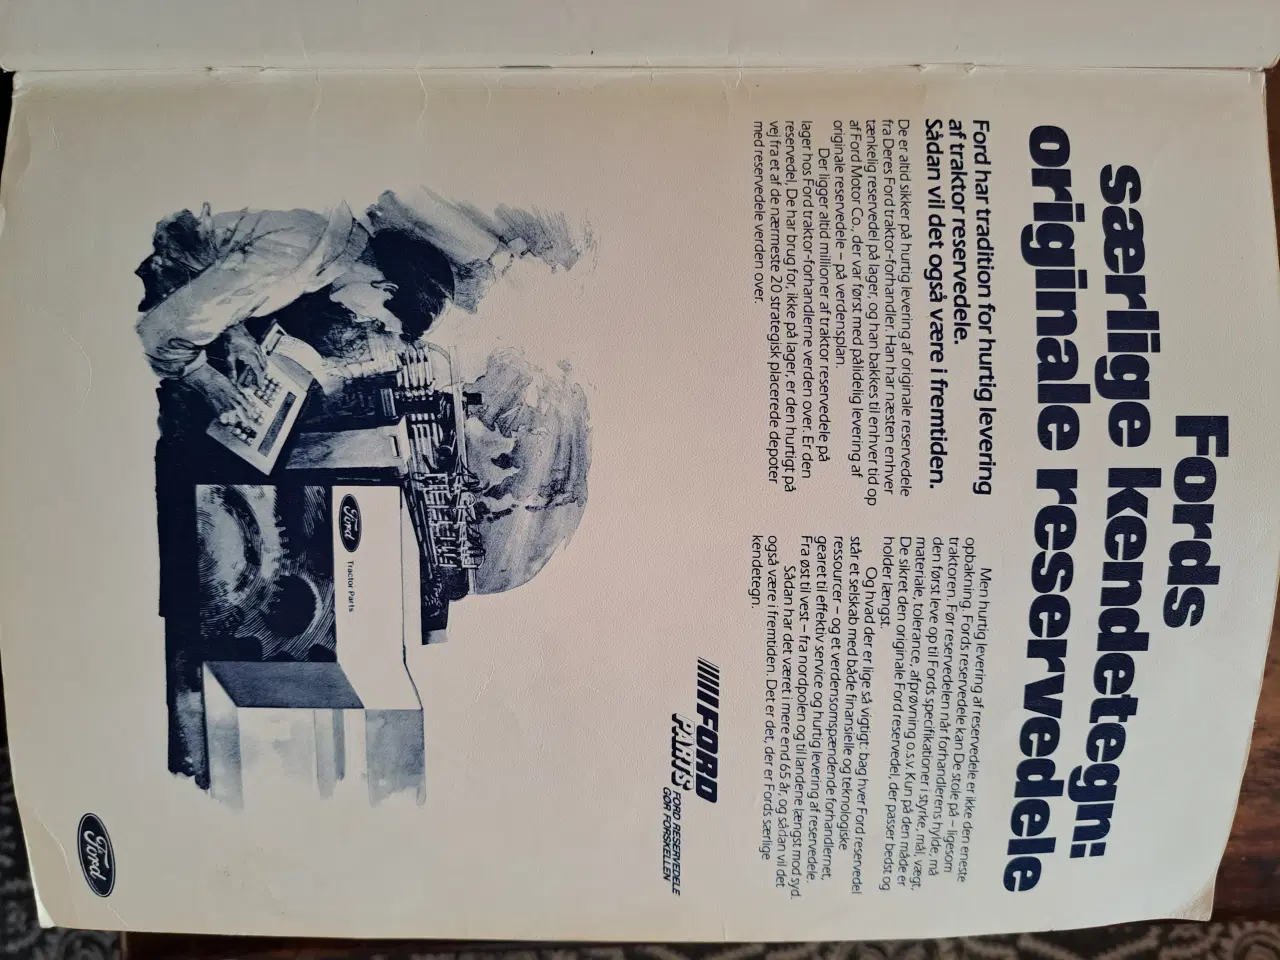 Fords
særlige kendetegn:
originale reservedele
Ford har tradition for hurtig levering
af traktor reservedele.
Sådan vil det også være i fremtiden.
De er altid sikker på hurtig levering af originale reservedele
fra Deres Ford traktor-forhandler. Han har næsten enhver
tænkelig reservedel på lager, og han bakkes til enhver tid op
af Ford Motor Co., der var først med pålidelig levering af
originale reservedele – på verdensplan.
Der ligger altid millioner af traktor reservedele på
lager hos Ford traktor-forhandlerne verden over. Er den
reservedel, De har brug for, ikke på lager, er den hurtigt på
vej fra et af de nærmeste 20 strategisk placerede depoter
med reservedele verden over.
Men hurtig levering af reservedele er ikke den eneste
opbakning, Fords reservedele kan De stole på – ligesom
traktoren. Før reservedelen når forhandlerens hylde, må
den først leve op til Fords specifikationer i styrke, mål, vægt,
materiale, tolerance, afprøvning o.s.v. Kun på den måde er
De sikret den originale Ford reservedel, der passer bedst og
holder længst.
Og hvad der er lige så vigtigt: bag hver Ford reservedel
står et selskab med både finansielle og teknologiske
ressourcer – og et verdensomspændende forhandlernet,
gearet til effektiv service og hurtig levering af reservedele.
Fra øst til vest – fra nordpolen og til landene længst mod syd.
Sådan har det været i mere end 65 år, og sådan vil det
også være i fremtiden. Det er det, der er Fords særlige
kendetegn.
FORD
PARTS
FORD RESERVEDELE
GØR FORSKELLEN
Ford
Tractor Parts
Ford